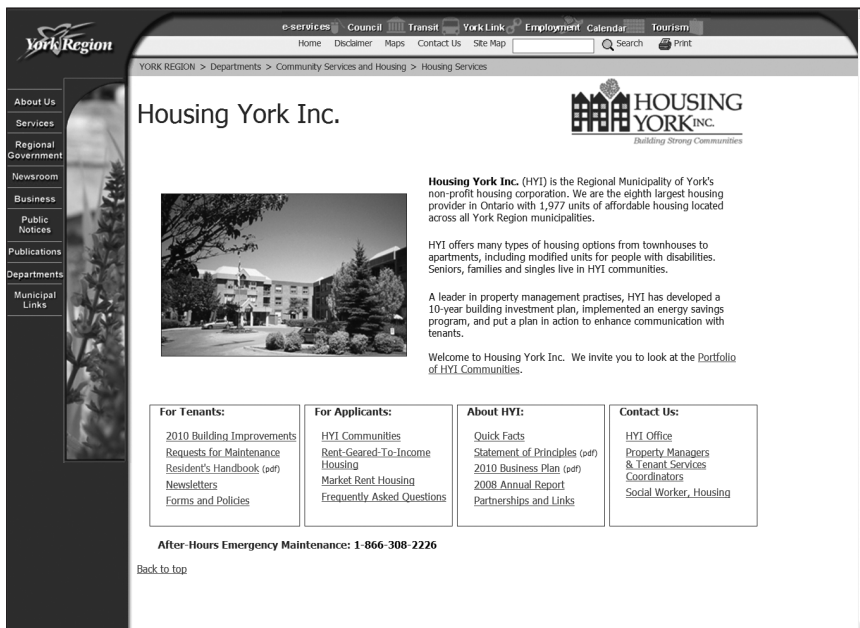 York Region
e-services Council Transit York Link Employment Calendar Tourism
Home Disclaimer Maps Contact Us Site Map Search Print
YORK REGION > Departments > Community Services and Housing > Housing Services
About Us
Services
Regional
Government
Newsroom
Business
Public
Notices
Publications
Departments
Municipal
Links
Housing York Inc.
HOUSING
YORK INC.
Building Strong Communities
Housing York Inc. (HYI) is the Regional Municipality of York's
non-profit housing corporation. We are the eighth largest housing
provider in Ontario with 1,977 units of affordable housing located
across all York Region municipalities.
HYI offers many types of housing options from townhouses to
apartments, including modified units for people with disabilities.
Seniors, families and singles live in HYI communities.
A leader in property management practises, HYI has developed a
10-year building investment plan, implemented an energy savings
program, and put a plan in action to enhance communication with
tenants.
Welcome to Housing York Inc. We invite you to look at the Portfolio
of HYI Communities.
For Tenants:
2010 Building Improvements
Requests for Maintenance
Resident's Handbook (pdf)
Newsletters
Forms and Policies
For Applicants:
HYI Communities
Rent-Geared-To-Income
Housing
Market Rent Housing
Frequently Asked Questions
About HYI:
Quick Facts
Statement of Principles (pdf)
2010 Business Plan (pdf)
2008 Annual Report
Partnerships and Links
Contact Us:
HYI Office
Property Managers
& Tenant Services
Coordinators
Social Worker, Housing
After-Hours Emergency Maintenance: 1-866-308-2226
Back to top